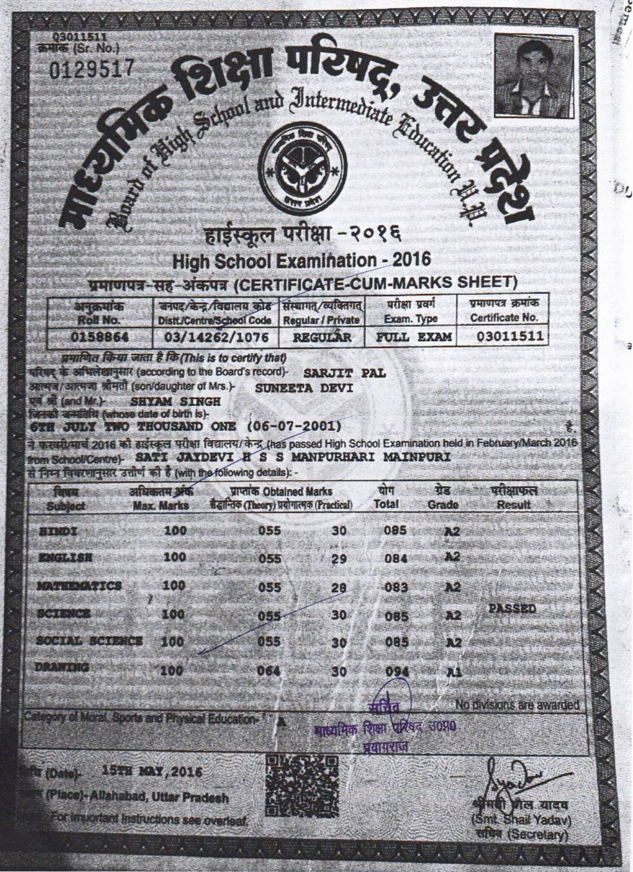 03011511
क्रमांक (Sr. No.)
0129517
माध्यमिक शिक्षा परिषद्, उत्तर प्रदेश
Board of High School and Intermediate Education U.P.
हाईस्कूल परीक्षा -२०१६
High School Examination - 2016
प्रमाणपत्र-सह-अंकपत्र (CERTIFICATE-CUM-MARKS SHEET)
अनुक्रमांक जनपद/केन्द्र/विद्यालय कोड संस्थागत/व्यक्तिगत परीक्षा प्रवर्ग प्रमाणपत्र क्रमांक
Roll No. Distt./Centre/School Code Regular / Private Exam. Type Certificate No.
0158864 03/14262/1076 REGULAR FULL EXAM 03011511
प्रमाणित किया जाता है कि (This is to certify that)
परिषद के अभिलेखानुसार (according to the Board's record)- SARJIT PAL
आत्मज/आत्मजा श्रीमती (son/daughter of Mrs.)- SUNEETA DEVI
एवं श्री (and Mr.)- SHYAM SINGH
जिनकी जन्मतिथि (whose date of birth is)-
6TH JULY TWO THOUSAND ONE (06-07-2001) है,
ने फरवरी/मार्च 2016 की हाईस्कूल परीक्षा विद्यालय/केन्द्र (has passed High School Examination held in February/March 2016
from School/Centre)- SATI JAYDEVI H S S MANPURHARI MAINPURI
से निम्न विवरणानुसार उत्तीर्ण की है (with the following details): -
विषय अधिकतम अंक प्राप्तांक Obtained Marks योग ग्रेड परीक्षाफल
Subject Max. Marks सैद्धान्तिक (Theory) प्रयोगात्मक (Practical) Total Grade Result
HINDI 100 055 30 085 A2
ENGLISH 100 055 29 084 A2
MATHEMATICS 100 055 28 083 A2
SCIENCE 100 055 30 085 A2 PASSED
SOCIAL SCIENCE 100 055 30 085 A2
DRAWING 100 064 30 094 A1
No divisions are awarded
सचिव
Category of Moral, Sports and Physical Education- A
माध्यमिक शिक्षा परिषद उ०प्र०
प्रयागराज
(Date)- 15TH MAY, 2016
(Place)- Allahabad, Uttar Pradesh
For important instructions see overleaf.
श्रीमती शैल यादव
(Smt. Shail Yadav)
सचिव (Secretary)